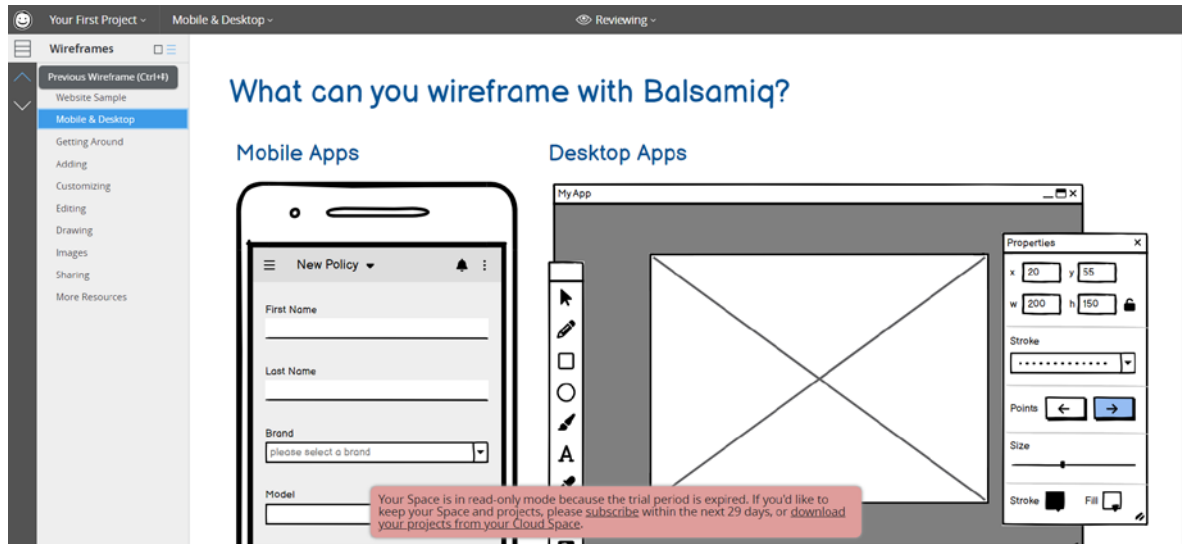 Your First Project
Mobile & Desktop
Reviewing
Wireframes
Previous Wireframe (Ctrl+⇞)
Website Sample
Mobile & Desktop
Getting Around
Adding
Customizing
Editing
Drawing
Images
Sharing
More Resources
What can you wireframe with Balsamiq?
Mobile Apps
Desktop Apps
New Policy
First Name
Last Name
Brand
please select a brand
Model
My App
A
Properties
x 20 y 55
w 200 h 150
Stroke
Points
Size
Stroke Fill
Your Space is in read-only mode because the trial period is expired. If you'd like to
keep your Space and projects, please subscribe within the next 29 days, or download
your projects from your Cloud Space.